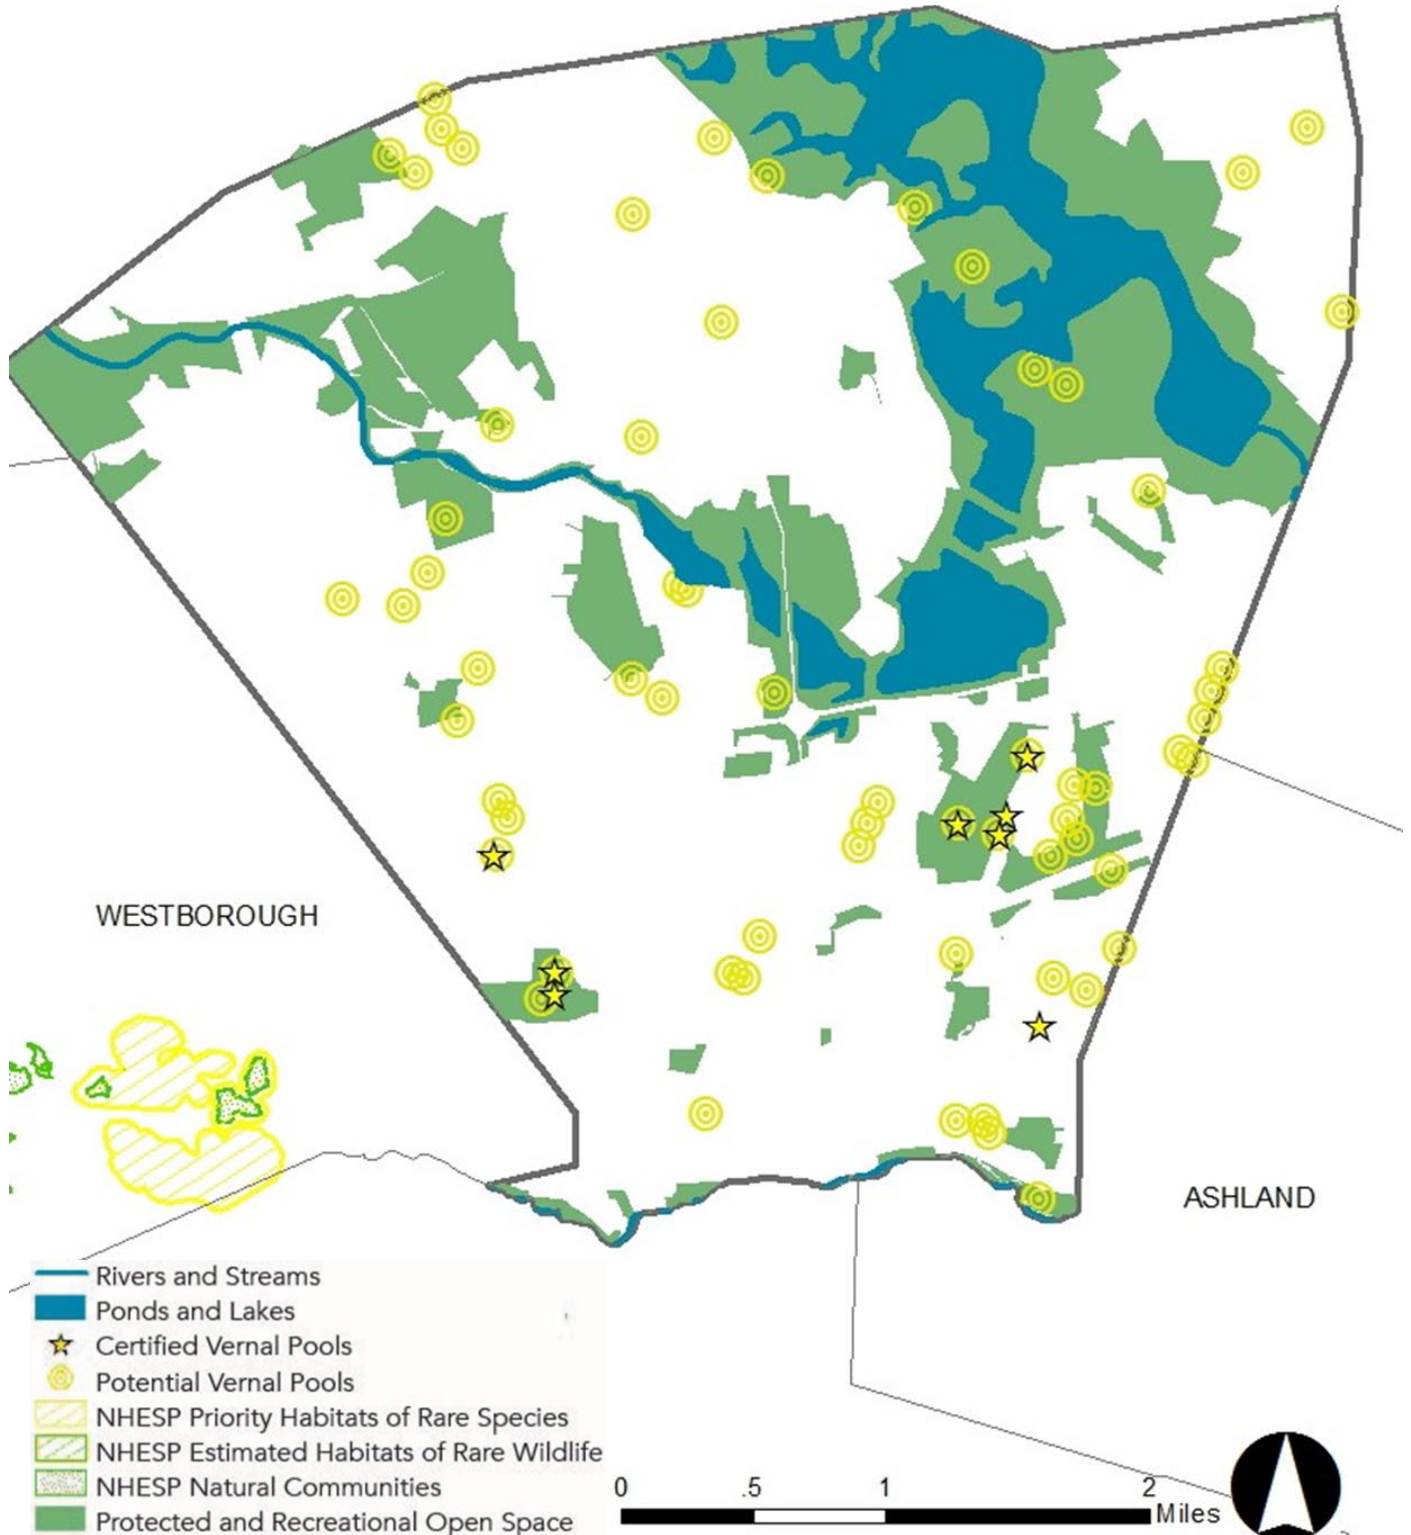 WESTBOROUGH
ASHLAND
Rivers and Streams
Ponds and Lakes
Certified Vernal Pools
Potential Vernal Pools
NHESP Priority Habitats of Rare Species
NHESP Estimated Habitats of Rare Wildlife
NHESP Natural Communities
Protected and Recreational Open Space
0 .5 1 2
Miles